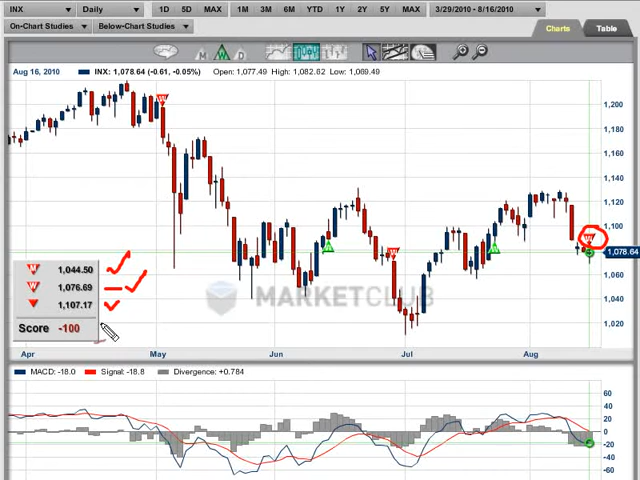 INX Daily 1D 5D MAX 1M 3M 6M YTD 1Y 2Y 5Y MAX 3/29/2010 - 8/16/2010
On-Chart Studies Below-Chart Studies Charts Table
Aug 16, 2010 INX: 1,078.64 (-0.61, -0.05%) Open: 1,077.49 High: 1,082.62 Low: 1,069.49
1,200
1,180
1,160
1,140
1,120
1,100
1,078.64
1,060
1,040
1,020
W 1,044.50
W 1,076.69
1,107.17
Score -100
MARKETCLUB
Apr May Jun Jul Aug
MACD: -18.0 Signal: -18.8 Divergence: +0.784
60
40
20
0
-20
-40
-60